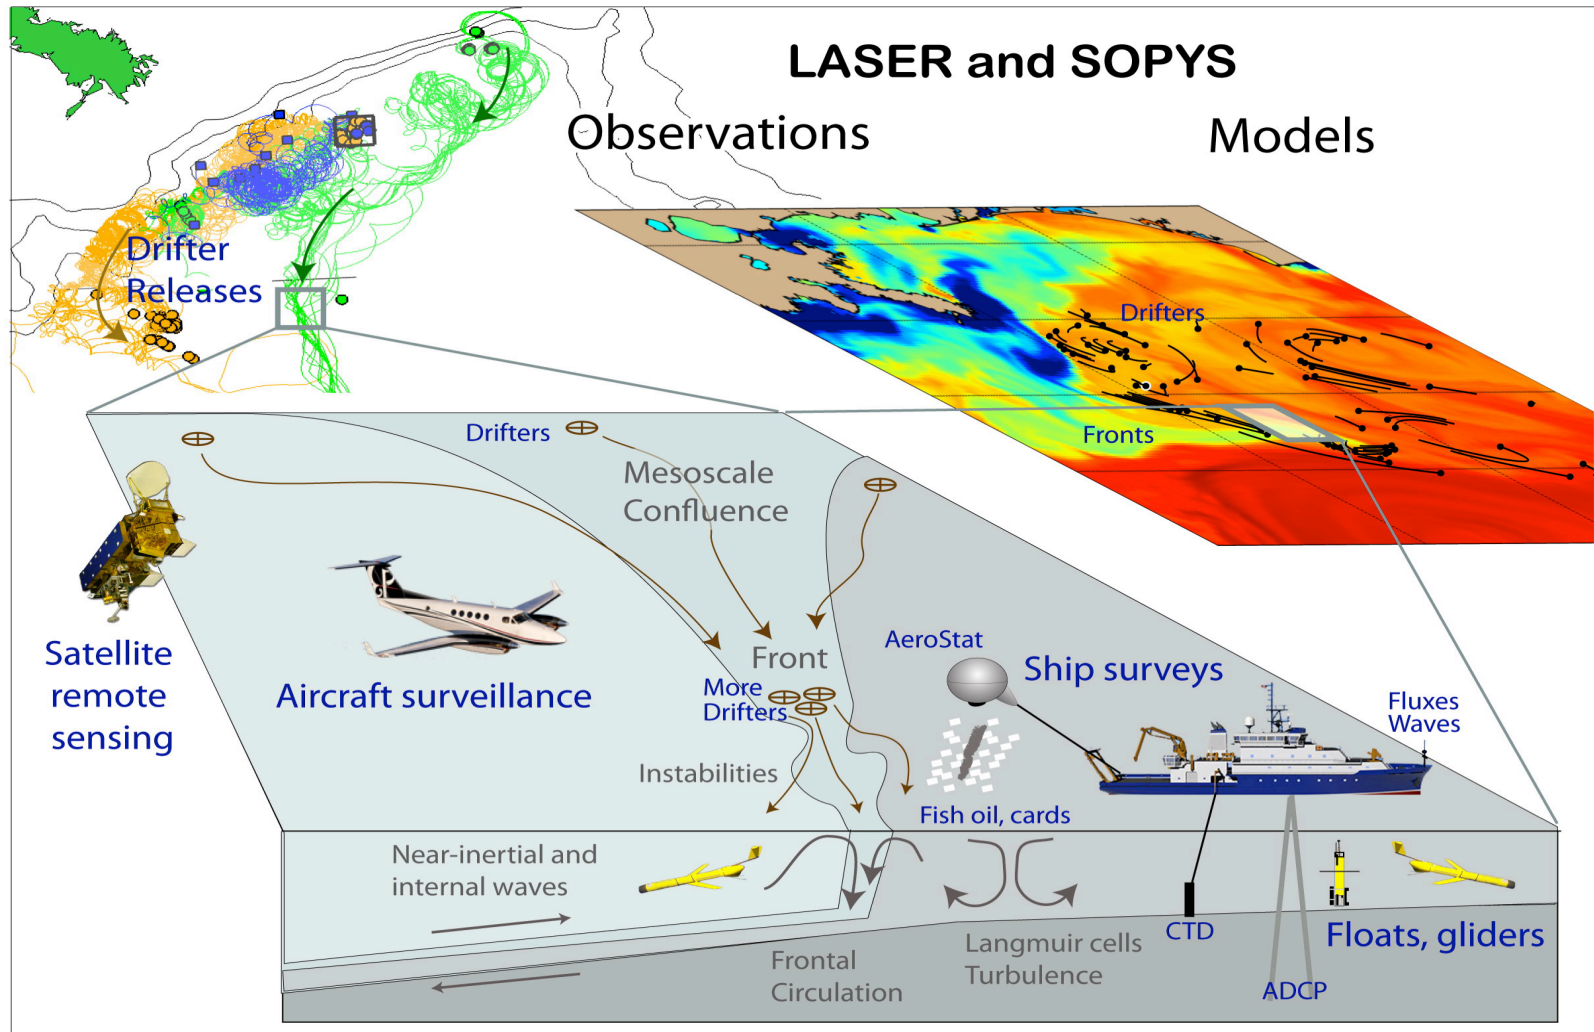 LASER and SOPYS
Observations
Models
Drifter
Releases
Drifters
Fronts
Drifters
Mesoscale
Confluence
Satellite
remote
sensing
Aircraft surveillance
Front
More
Drifters
AeroStat
Ship surveys
Fluxes
Waves
Instabilities
Fish oil, cards
Near-inertial and
internal waves
Frontal
Circulation
Langmuir cells
Turbulence
CTD
ADCP
Floats, gliders